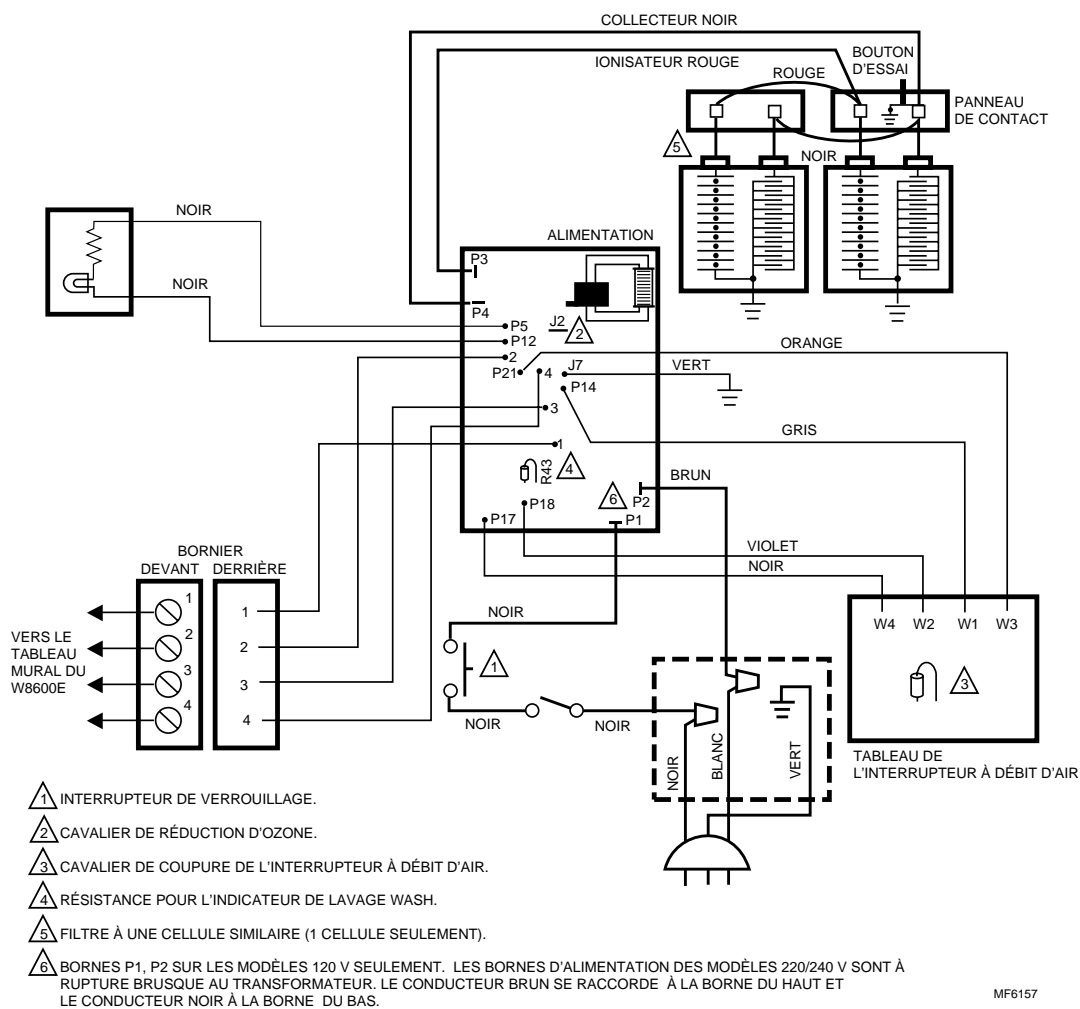 COLLECTEUR NOIR
IONISATEUR ROUGE
BOUTON
D'ESSAI
ROUGE
PANNEAU
DE CONTACT
5
NOIR
ALIMENTATION
NOIR
NOIR
P3
P4
J2
2
P5
P12
2
P21
4
J7
P14
3
1
R43
4
6
P2
P18
P17
P1
ORANGE
VERT
GRIS
BRUN
VIOLET
NOIR
BORNIER
DEVANT
DERRIÈRE
1
2
3
4
1
2
3
4
VERS LE
TABLEAU
MURAL DU
W8600E
NOIR
1
NOIR
NOIR
NOIR
BLANC
VERT
W4
W2
W1
W3
3
TABLEAU DE
L'INTERRUPTEUR À DÉBIT D'AIR
1 INTERRUPTEUR DE VERROUILLAGE.
2 CAVALIER DE RÉDUCTION D'OZONE.
3 CAVALIER DE COUPURE DE L'INTERRUPTEUR À DÉBIT D'AIR.
4 RÉSISTANCE POUR L'INDICATEUR DE LAVAGE WASH.
5 FILTRE À UNE CELLULE SIMILAIRE (1 CELLULE SEULEMENT).
6 BORNES P1, P2 SUR LES MODÈLES 120 V SEULEMENT. LES BORNES D'ALIMENTATION DES MODÈLES 220/240 V SONT À
RUPTURE BRUSQUE AU TRANSFORMATEUR. LE CONDUCTEUR BRUN SE RACCORDE À LA BORNE DU HAUT ET
LE CONDUCTEUR NOIR À LA BORNE DU BAS.
MF6157